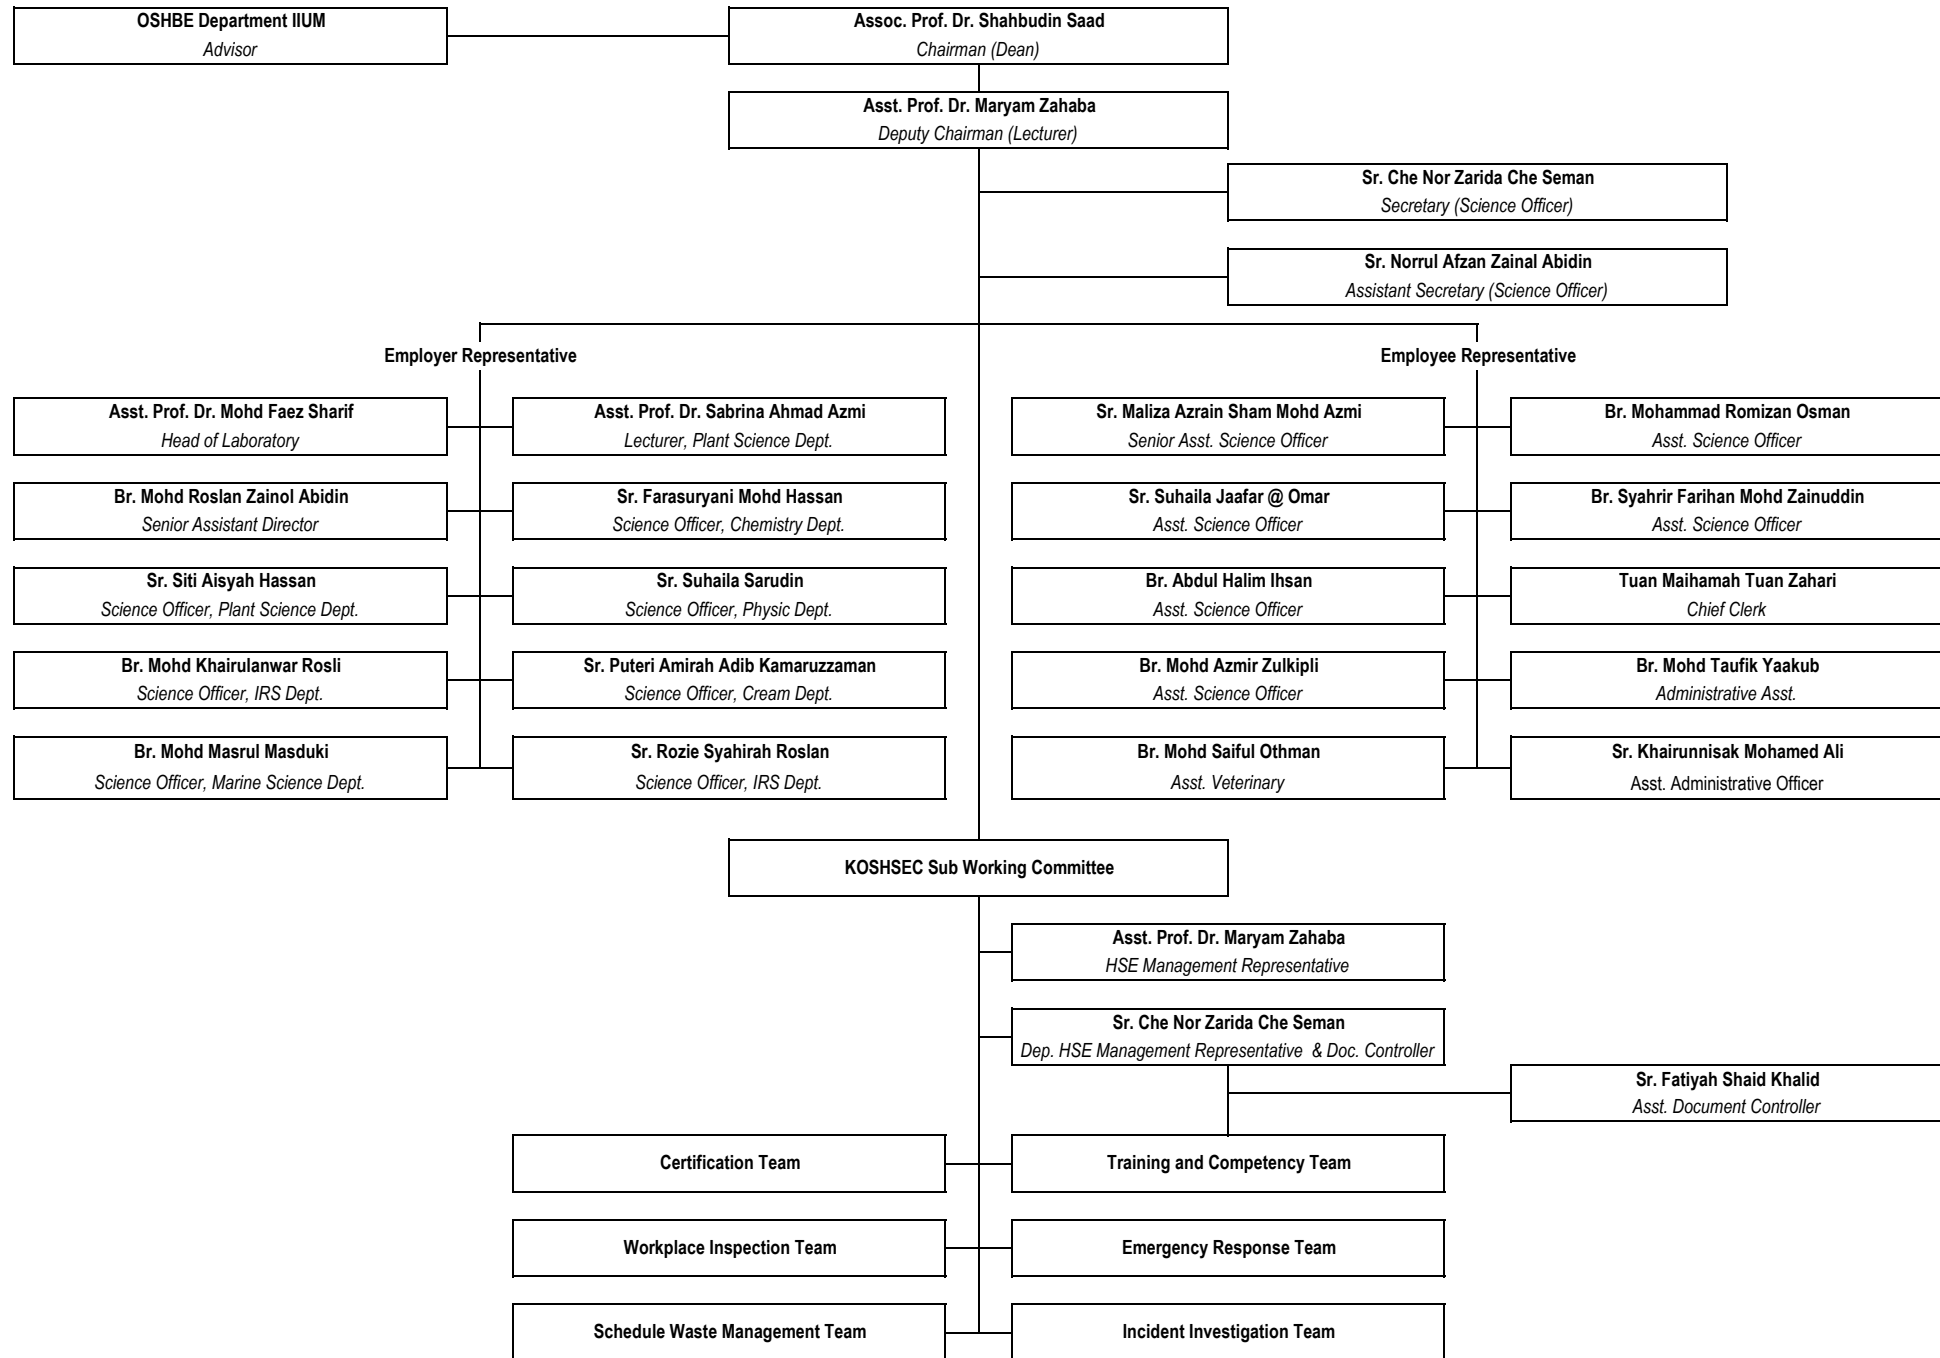 OSHBE Department IIUM
Advisor
Assoc. Prof. Dr. Shahbudin Saad
Chairman (Dean)
Asst. Prof. Dr. Maryam Zahaba
Deputy Chairman (Lecturer)
Sr. Che Nor Zarida Che Seman
Secretary (Science Officer)
Sr. Norrul Afzan Zainal Abidin
Assistant Secretary (Science Officer)
Employer Representative
Employee Representative
Asst. Prof. Dr. Mohd Faez Sharif
Head of Laboratory
Asst. Prof. Dr. Sabrina Ahmad Azmi
Lecturer, Plant Science Dept.
Sr. Maliza Azrain Sham Mohd Azmi
Senior Asst. Science Officer
Br. Mohammad Romizan Osman
Asst. Science Officer
Br. Mohd Roslan Zainol Abidin
Senior Assistant Director
Sr. Farasuryani Mohd Hassan
Science Officer, Chemistry Dept.
Sr. Suhaila Jaafar @ Omar
Asst. Science Officer
Br. Syahrir Farihan Mohd Zainuddin
Asst. Science Officer
Sr. Siti Aisyah Hassan
Science Officer, Plant Science Dept.
Sr. Suhaila Sarudin
Science Officer, Physic Dept.
Br. Abdul Halim Ihsan
Asst. Science Officer
Tuan Maihamah Tuan Zahari
Chief Clerk
Br. Mohd Khairulanwar Rosli
Science Officer, IRS Dept.
Sr. Puteri Amirah Adib Kamaruzzaman
Science Officer, Cream Dept.
Br. Mohd Azmir Zulkipli
Asst. Science Officer
Br. Mohd Taufik Yaakub
Administrative Asst.
Br. Mohd Masrul Masduki
Science Officer, Marine Science Dept.
Sr. Rozie Syahirah Roslan
Science Officer, IRS Dept.
Br. Mohd Saiful Othman
Asst. Veterinary
Sr. Khairunnisak Mohamed Ali
Asst. Administrative Officer
KOSHSEC Sub Working Committee
Asst. Prof. Dr. Maryam Zahaba
HSE Management Representative
Sr. Che Nor Zarida Che Seman
Dep. HSE Management Representative & Doc. Controller
Sr. Fatiyah Shaid Khalid
Asst. Document Controller
Certification Team
Training and Competency Team
Workplace Inspection Team
Emergency Response Team
Schedule Waste Management Team
Incident Investigation Team